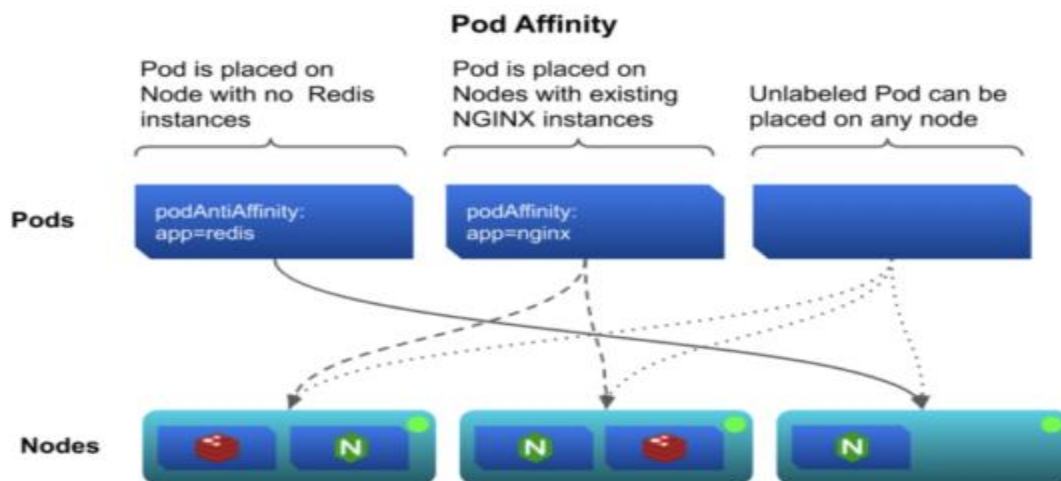 Pod Affinity
Pod is placed on
Node with no Redis
instances
Pod is placed on
Nodes with existing
NGINX instances
Unlabeled Pod can be
placed on any node
Pods
podAntiAffinity:
app=redis
podAffinity:
app=nginx
Nodes
N
N
N